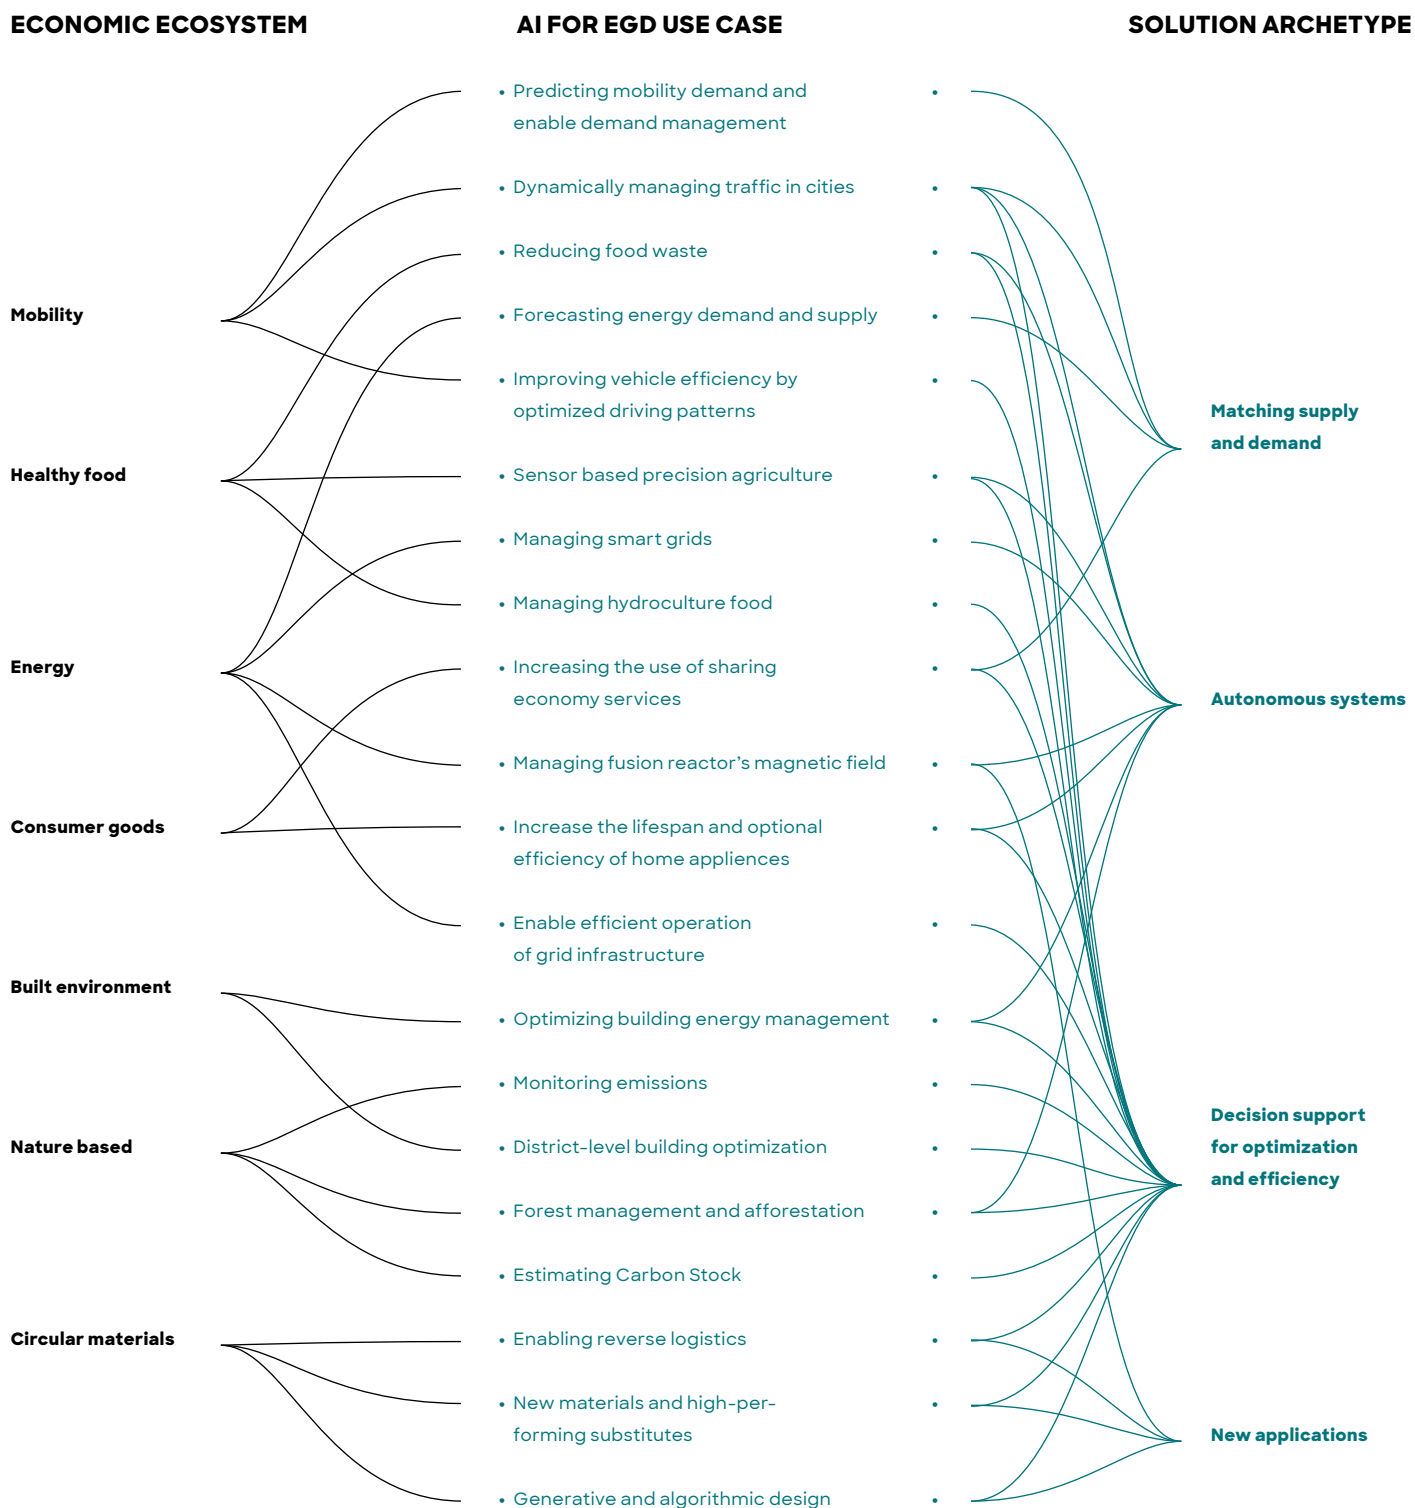 ECONOMIC ECOSYSTEM
AI FOR EGD USE CASE
SOLUTION ARCHETYPE
Mobility
Healthy food
Energy
Consumer goods
Built environment
Nature based
Circular materials
• Predicting mobility demand and
enable demand management
• Dynamically managing traffic in cities
• Reducing food waste
• Forecasting energy demand and supply
• Improving vehicle efficiency by
optimized driving patterns
• Sensor based precision agriculture
• Managing smart grids
• Managing hydroculture food
• Increasing the use of sharing
economy services
• Managing fusion reactor’s magnetic field
• Increase the lifespan and optional
efficiency of home appliences
• Enable efficient operation
of grid infrastructure
• Optimizing building energy management
• Monitoring emissions
• District-level building optimization
• Forest management and afforestation
• Estimating Carbon Stock
• Enabling reverse logistics
• New materials and high-per-
forming substitutes
• Generative and algorithmic design
Matching supply
and demand
Autonomous systems
Decision support
for optimization
and efficiency
New applications